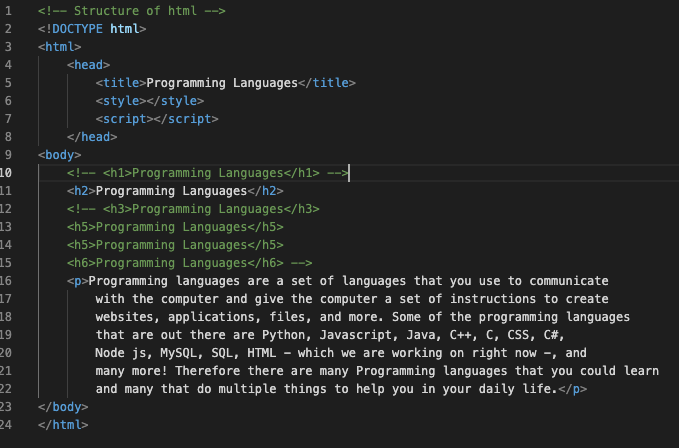 1 <!-- Structure of html -->
2 <!DOCTYPE html>
3 <html>
4 <head>
5 <title>Programming Languages</title>
6 <style></style>
7 <script></script>
8 </head>
9 <body>
10 <!-- <h1>Programming Languages</h1> -->
11 <h2>Programming Languages</h2>
12 <!-- <h3>Programming Languages</h3>
13 <h5>Programming Languages</h5>
14 <h5>Programming Languages</h5>
15 <h6>Programming Languages</h6> -->
16 <p>Programming languages are a set of languages that you use to communicate
17 with the computer and give the computer a set of instructions to create
18 websites, applications, files, and more. Some of the programming languages
19 that are out there are Python, Javascript, Java, C++, C, CSS, C#,
20 Node js, MySQL, SQL, HTML - which we are working on right now -, and
21 many more! Therefore there are many Programming languages that you could learn
22 and many that do multiple things to help you in your daily life.</p>
23 </body>
24 </html>